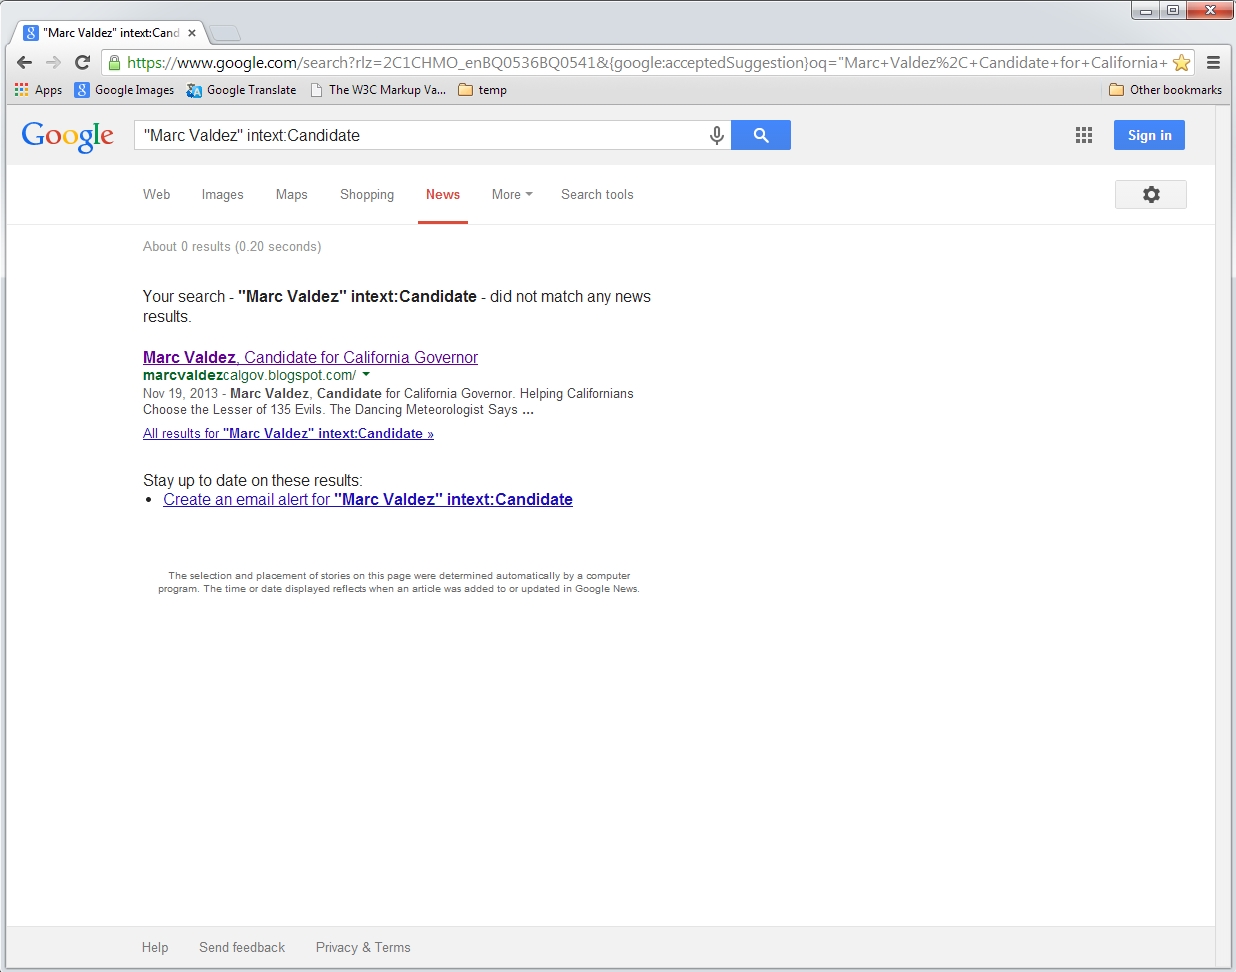 "Marc Valdez" intext:Cand
https://www.google.com/search?rlz=2C1CHMO_enBQ0536BQ0541&{google:acceptedSuggestion}oq="Marc+Valdez%2C+Candidate+for+California+
Apps Google Images Google Translate The W3C Markup Va... temp Other bookmarks
Google "Marc Valdez" intext:Candidate Sign in
Web Images Maps Shopping News More Search tools
About 0 results (0.20 seconds)
Your search - "Marc Valdez" intext:Candidate - did not match any news
results.
Marc Valdez, Candidate for California Governor
marcvaldezcalgov.blogspot.com/
Nov 19, 2013 - Marc Valdez, Candidate for California Governor. Helping Californians
Choose the Lesser of 135 Evils. The Dancing Meteorologist Says ...
All results for "Marc Valdez" intext:Candidate »
Stay up to date on these results:
• Create an email alert for "Marc Valdez" intext:Candidate
The selection and placement of stories on this page were determined automatically by a computer
program. The time or date displayed reflects when an article was added to or updated in Google News.
Help Send feedback Privacy & Terms